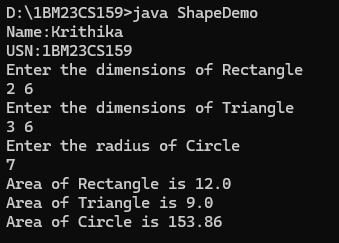 D:\1BM23CS159>java ShapeDemo
Name:Krithika
USN:1BM23CS159
Enter the dimensions of Rectangle
2 6
Enter the dimensions of Triangle
3 6
Enter the radius of Circle
7
Area of Rectangle is 12.0
Area of Triangle is 9.0
Area of Circle is 153.86